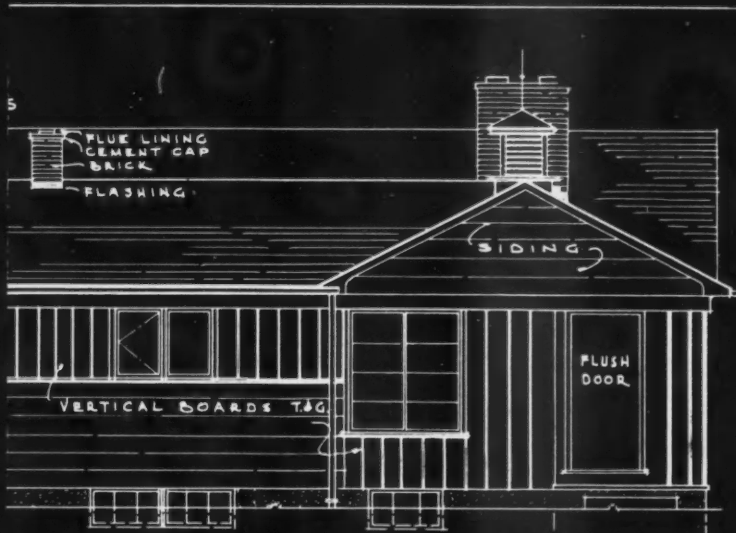 S
FLUE LINING
CEMENT CAP
BRICK
FLASHING
SIDING
FLUSH
DOOR
VERTICAL BOARDS T.&G.